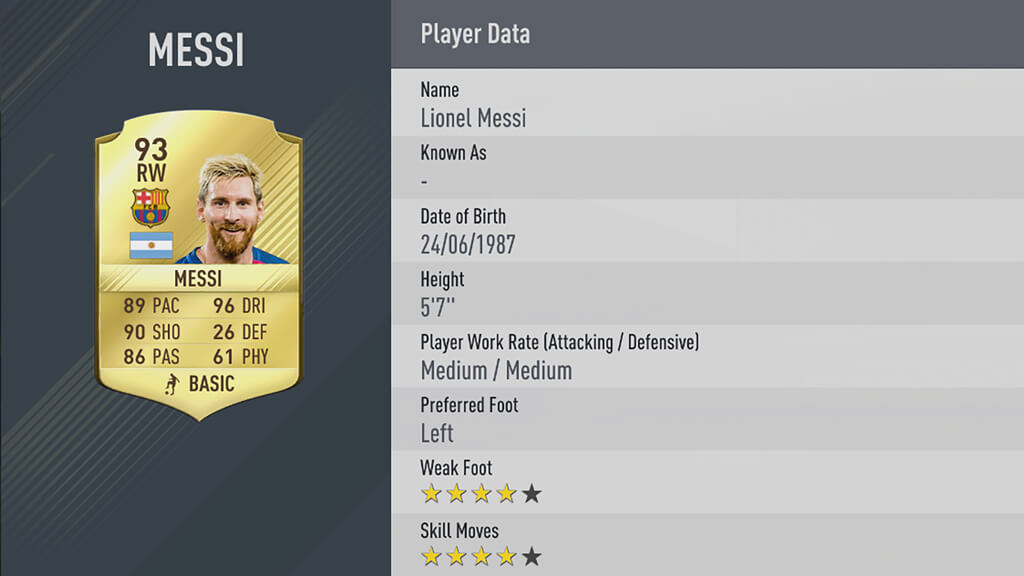 MESSI
93
RW
FCB
MESSI
89 PAC 96 DRI
90 SHO 26 DEF
86 PAS 61 PHY
BASIC
Player Data
Name
Lionel Messi
Known As
-
Date of Birth
24/06/1987
Height
5'7''
Player Work Rate (Attacking / Defensive)
Medium / Medium
Preferred Foot
Left
Weak Foot
Skill Moves